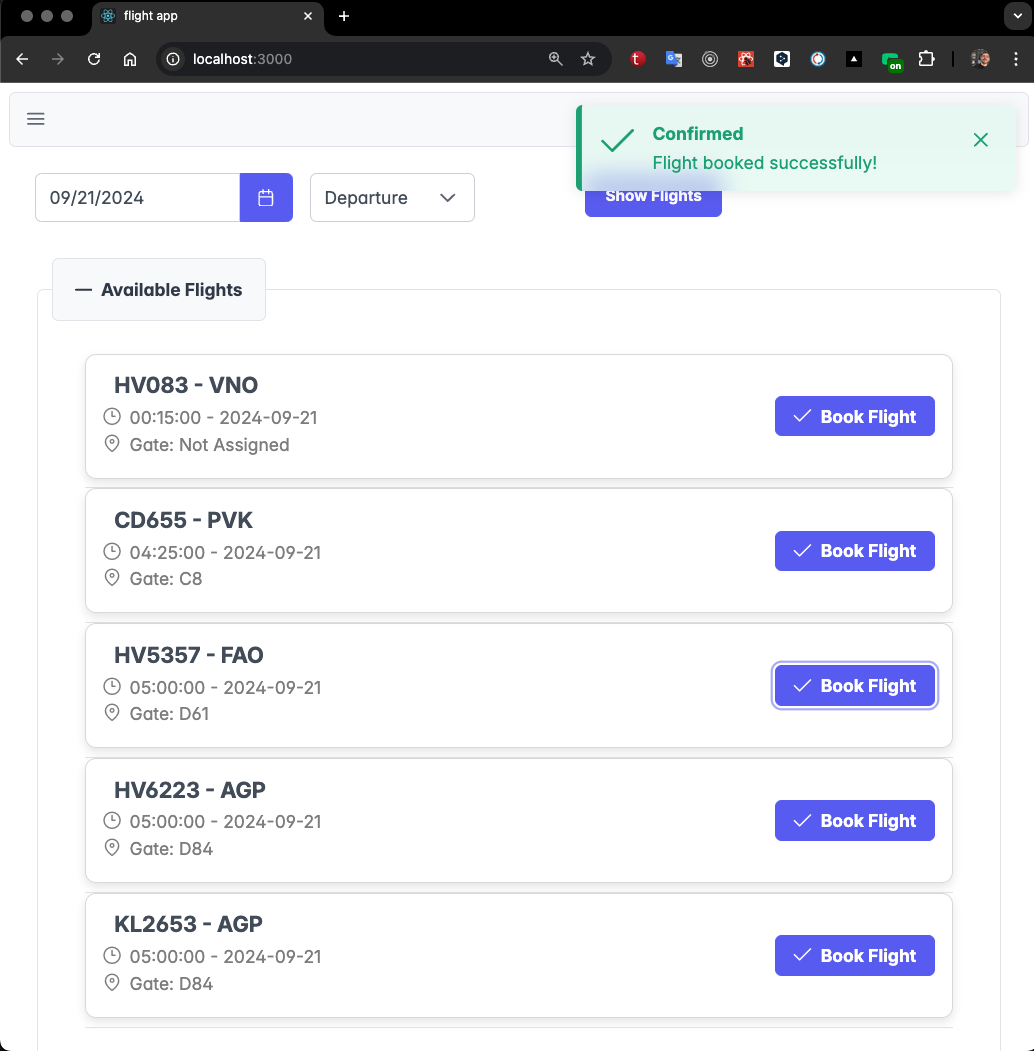 flight app
localhost:3000
t
on
Confirmed
Flight booked successfully!
09/21/2024
Departure
Show Flights
Available Flights
HV083 - VNO
00:15:00 - 2024-09-21
Gate: Not Assigned
Book Flight
CD655 - PVK
04:25:00 - 2024-09-21
Gate: C8
Book Flight
HV5357 - FAO
05:00:00 - 2024-09-21
Gate: D61
Book Flight
HV6223 - AGP
05:00:00 - 2024-09-21
Gate: D84
Book Flight
KL2653 - AGP
05:00:00 - 2024-09-21
Gate: D84
Book Flight